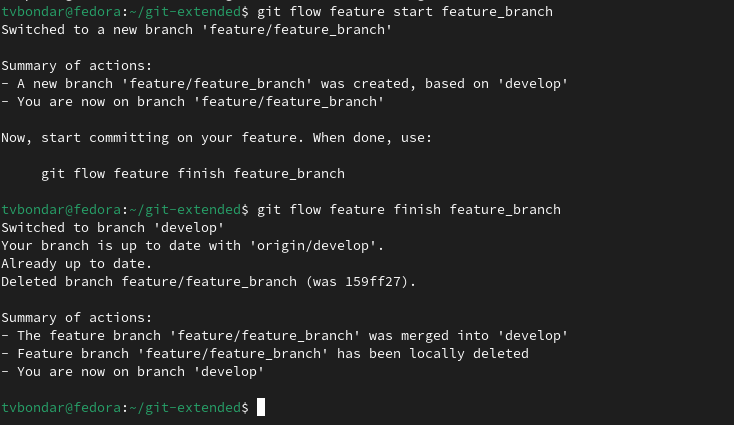 tvbondar@fedora:~/git-extended$ git flow feature start feature_branch
Switched to a new branch 'feature/feature_branch'
Summary of actions:
- A new branch 'feature/feature_branch' was created, based on 'develop'
- You are now on branch 'feature/feature_branch'
Now, start committing on your feature. When done, use:
git flow feature finish feature_branch
tvbondar@fedora:~/git-extended$ git flow feature finish feature_branch
Switched to branch 'develop'
Your branch is up to date with 'origin/develop'.
Already up to date.
Deleted branch feature/feature_branch (was 159ff27).
Summary of actions:
- The feature branch 'feature/feature_branch' was merged into 'develop'
- Feature branch 'feature/feature_branch' has been locally deleted
- You are now on branch 'develop'
tvbondar@fedora:~/git-extended$